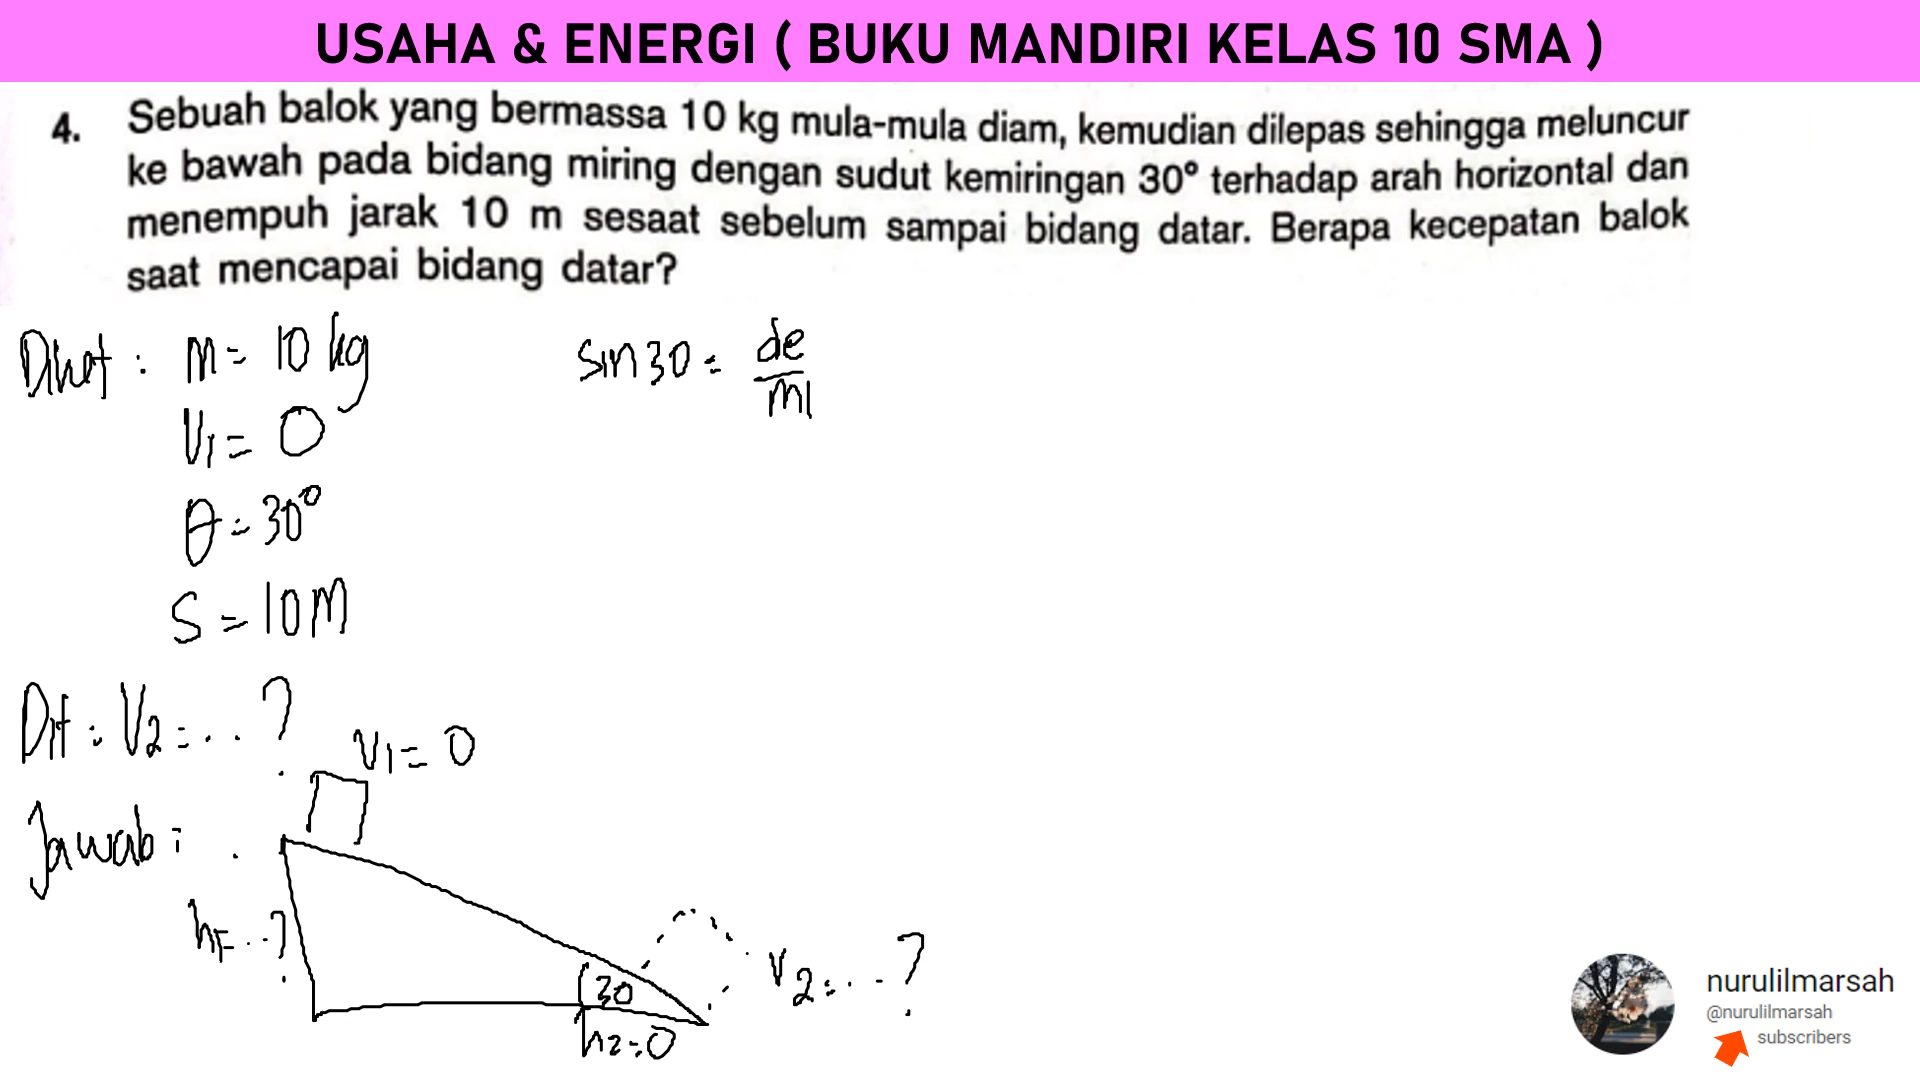 USAHA & ENERGI ( BUKU MANDIRI KELAS 10 SMA )
4. Sebuah balok yang bermassa 10 kg mula-mula diam, kemudian dilepas sehingga meluncur
ke bawah pada bidang miring dengan sudut kemiringan 30° terhadap arah horizontal dan
menempuh jarak 10 m sesaat sebelum sampai bidang datar. Berapa kecepatan balok
saat mencapai bidang datar?
Diket : m = 10 kg
V1 = 0
θ = 30°
S = 10 m
Dit : V2 = ... ?
Jawab :
sin 30 = de
mi
V1 = 0
h1 = ... ?
30
h2 = 0
V2 = ... ?
nurulilmarsah
@nurulilmarsah
subscribers